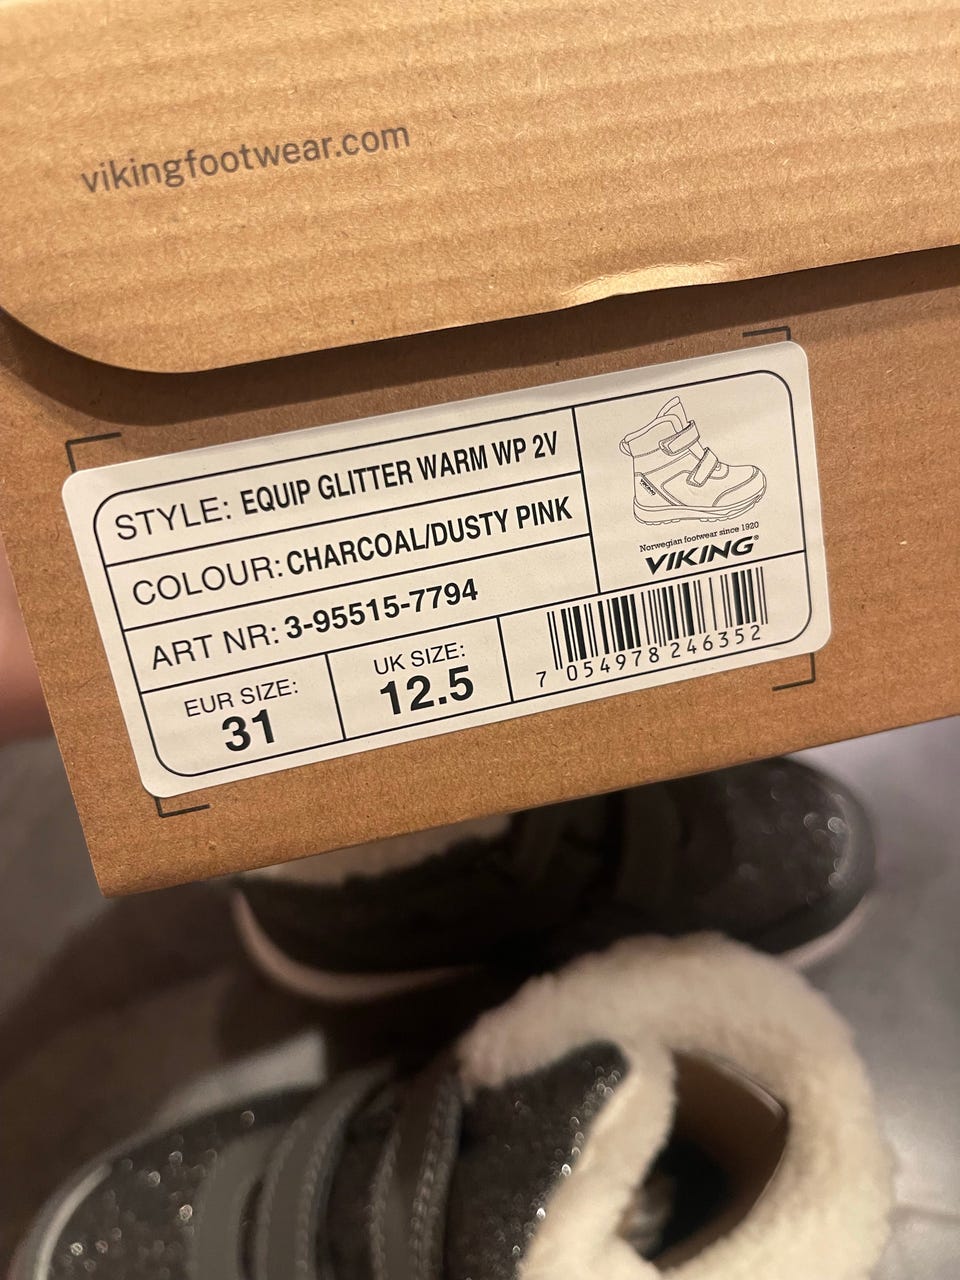 vikingfootwear.com
STYLE: EQUIP GLITTER WARM WP 2V
COLOUR: CHARCOAL/DUSTY PINK
ART NR: 3-95515-7794
EUR SIZE:
31
UK SIZE:
12.5
VIKING
Norwegian footwear since 1920
VIKING®
7 054978 246352